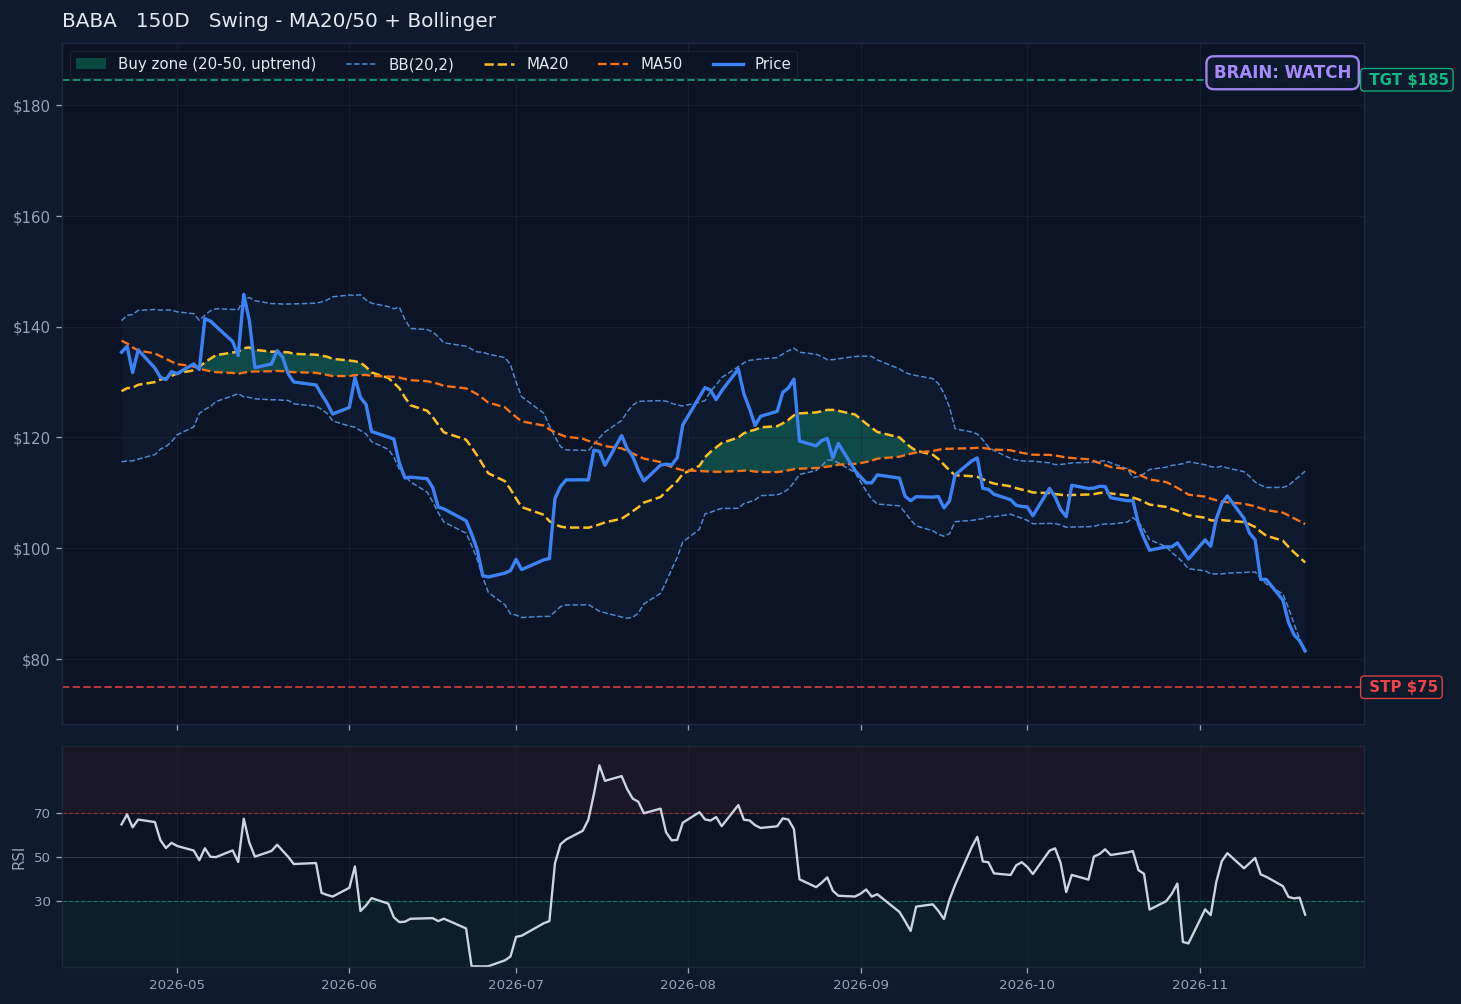 BABA 150D Swing - MA20/50 + Bollinger
Buy zone (20-50, uptrend) BB(20,2) MA20 MA50 Price
BRAIN: WATCH
TGT $185
$180
$160
$140
$120
$100
$80
STP $75
70
50
30
RSI
2026-05 2026-06 2026-07 2026-08 2026-09 2026-10 2026-11